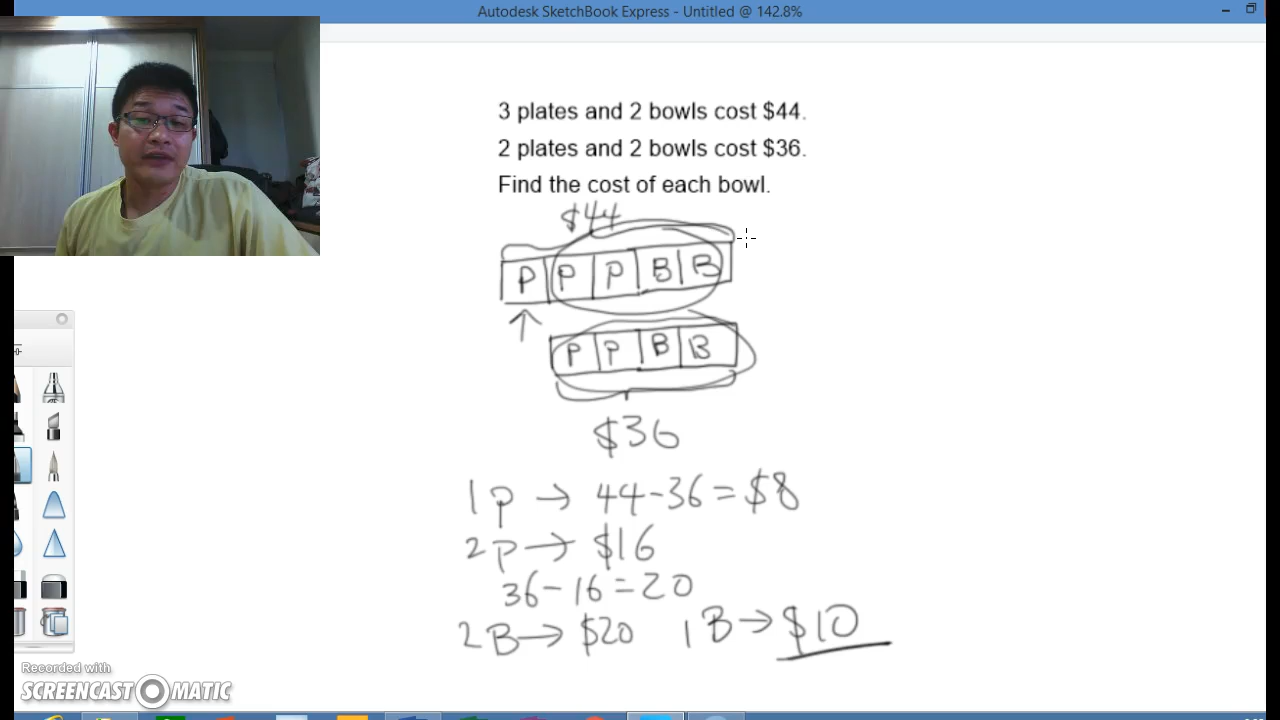 Autodesk SketchBook Express - Untitled @ 142.8%
3 plates and 2 bowls cost $44.
2 plates and 2 bowls cost $36.
Find the cost of each bowl.
$44
P P P B B
P P B B
$36
1P → 44-36=$8
2P → $16
36-16=20
2B → $20 1B → $10
Recorded with
SCREENCAST MATIC